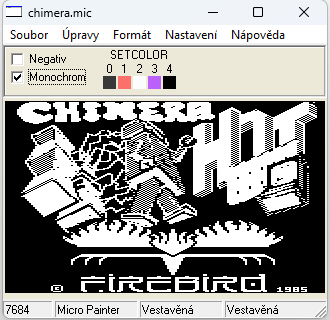 chimera.mic
Soubor Úpravy Formát Nastavení Nápověda
Negativ
Monochrom
SETCOLOR
0 1 2 3 4
CHIMERA
HOT
© FIREBIRD 1985
7684 Micro Painter Vestavěná Vestavěná